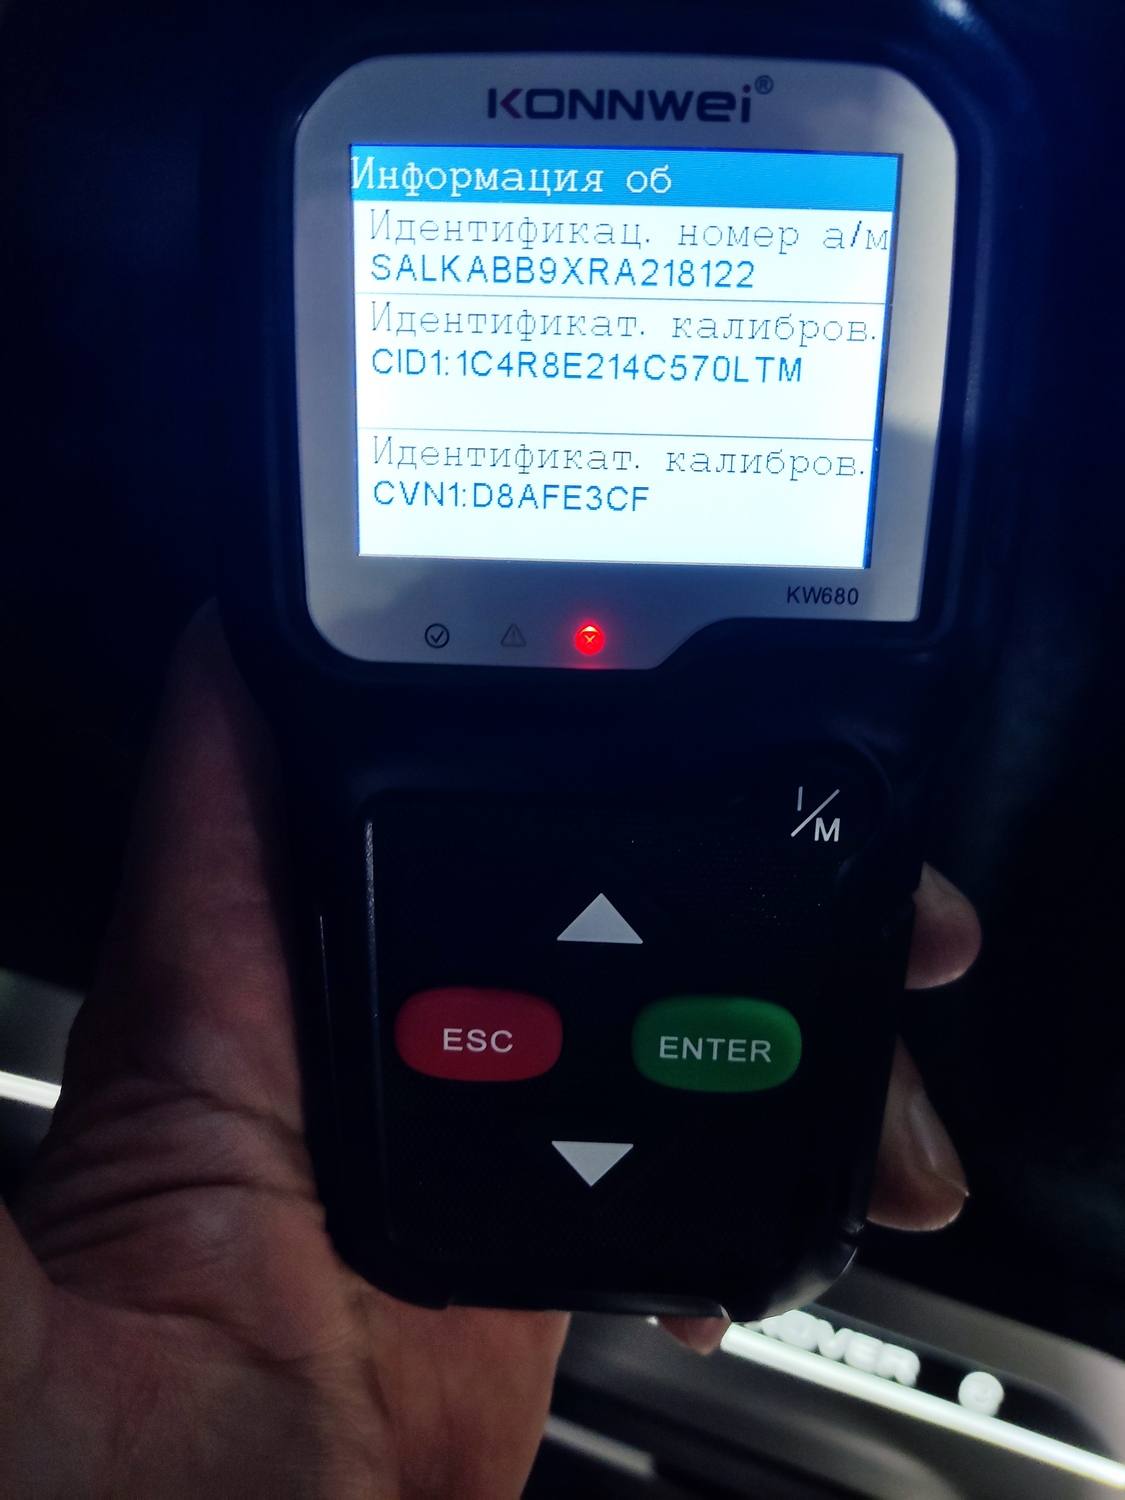 KONNWEI®
Информация об
Идентификац. номер а/м
SALKABB9XRA218122
Идентификат. калибров.
CID1:1C4R8E214C570LTM
Идентификат. калибров.
CVN1:D8AFE3CF
KW680
I/M
ESC
ENTER